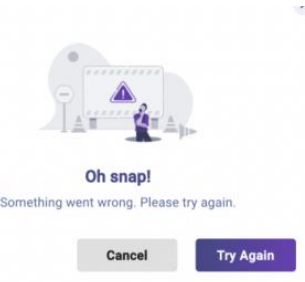 Oh snap!
Something went wrong. Please try again.
Cancel
Try Again